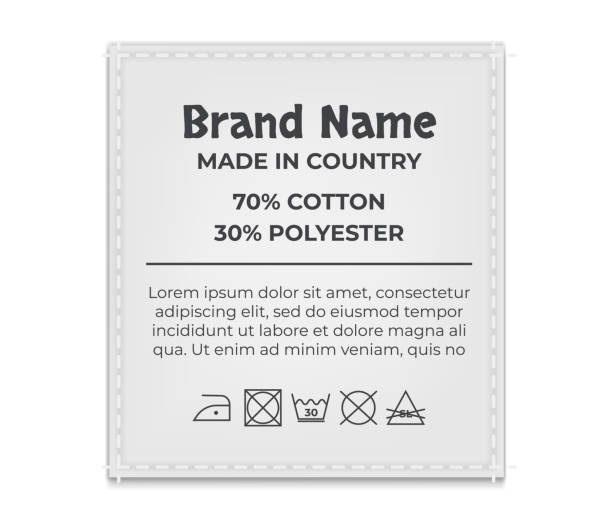 Brand Name
MADE IN COUNTRY
70% COTTON
30% POLYESTER
Lorem ipsum dolor sit amet, consectetur
adipiscing elit, sed do eiusmod tempor
incididunt ut labore et dolore magna ali
qua. Ut enim ad minim veniam, quis no
30